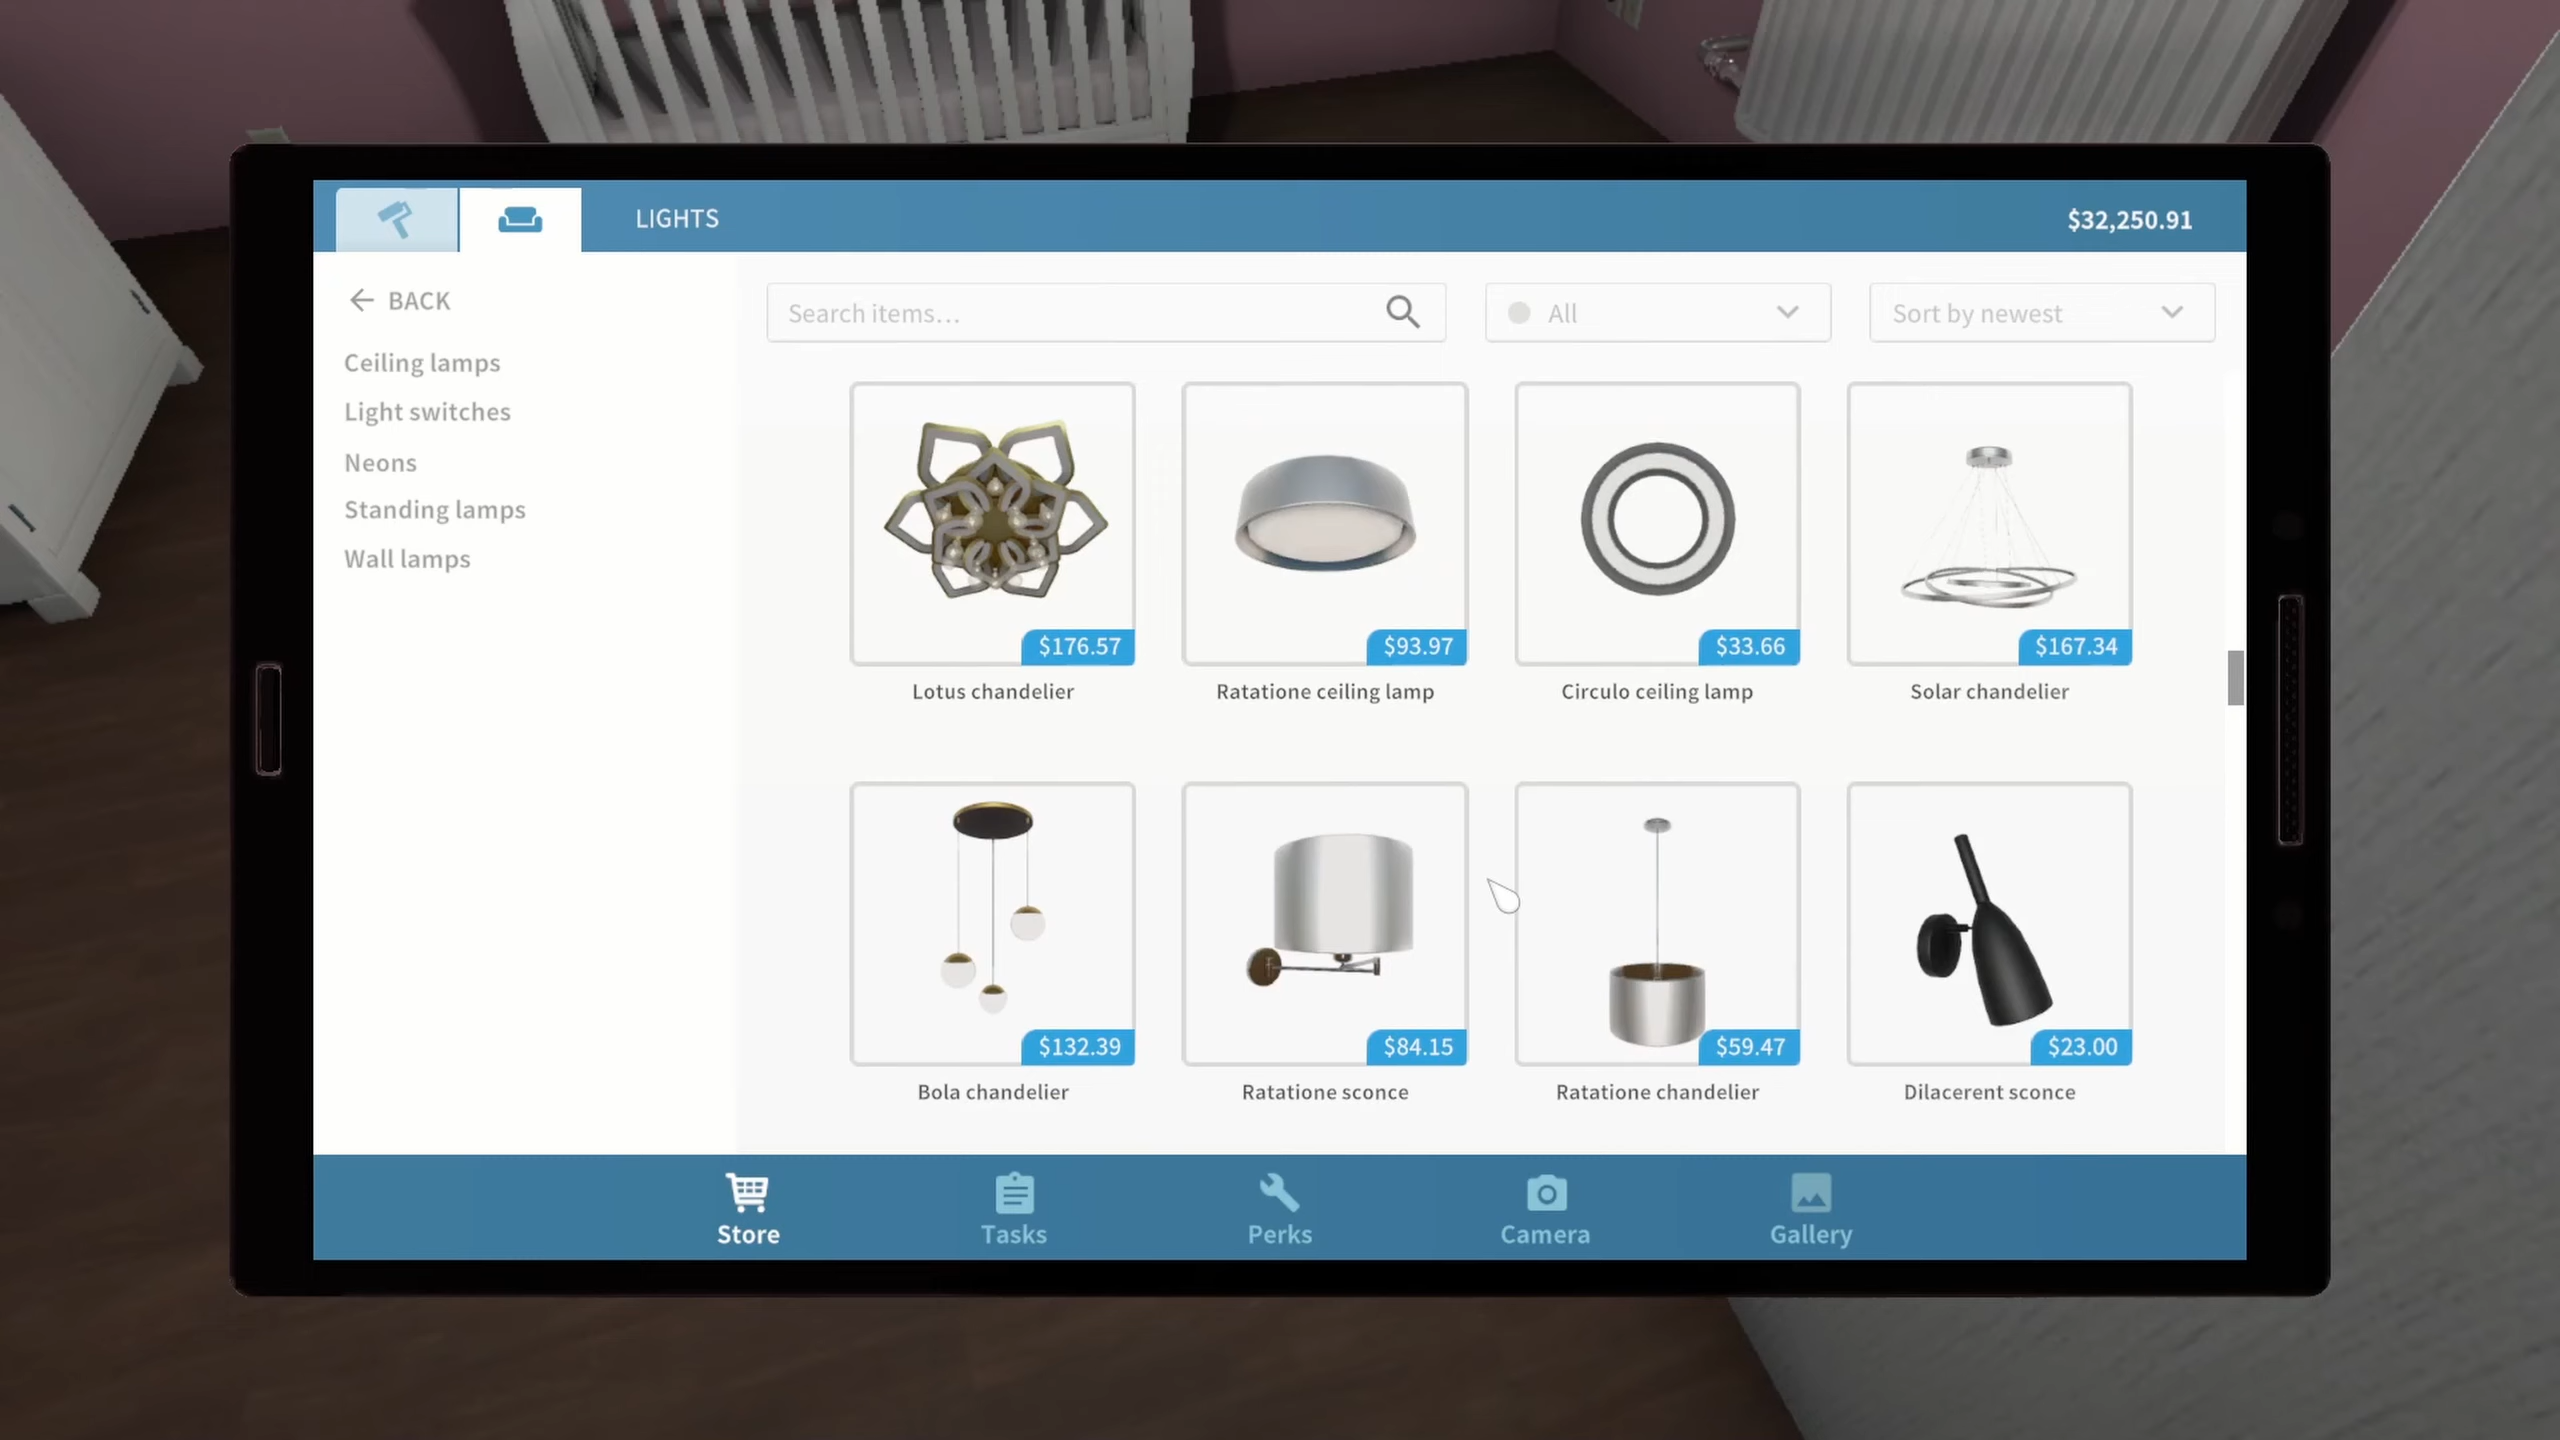 LIGHTS
$32,250.91
BACK
Ceiling lamps
Light switches
Neons
Standing lamps
Wall lamps
Search items...
All
Sort by newest
$176.57
$93.97
$33.66
$167.34
Lotus chandelier
Ratatione ceiling lamp
Circulo ceiling lamp
Solar chandelier
$132.39
$84.15
$59.47
$23.00
Bola chandelier
Ratatione sconce
Ratatione chandelier
Dilacerent sconce
Store
Tasks
Perks
Camera
Gallery